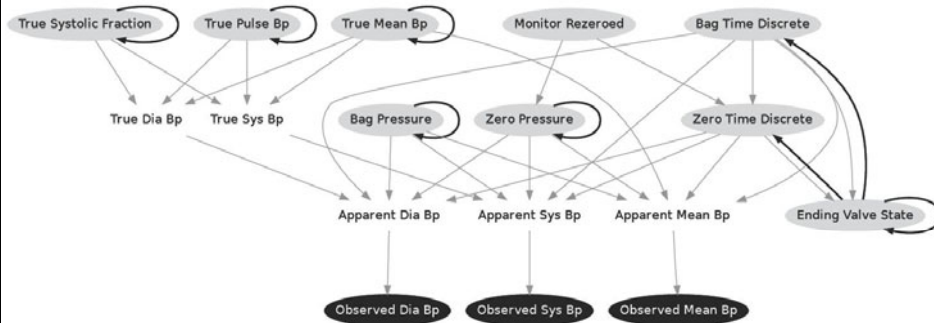 True Systolic Fraction
True Pulse Bp
True Mean Bp
Monitor Rezeroed
Bag Time Discrete
True Dia Bp
True Sys Bp
Bag Pressure
Zero Pressure
Zero Time Discrete
Apparent Dia Bp
Apparent Sys Bp
Apparent Mean Bp
Ending Valve State
Observed Dia Bp
Observed Sys Bp
Observed Mean Bp